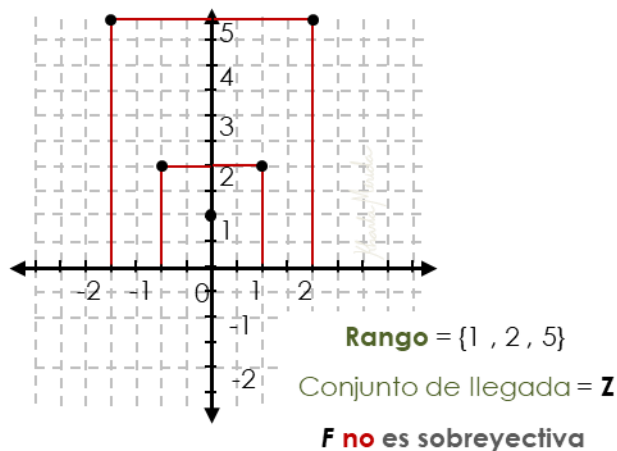 5
4
3
2
1
-2 -1 0 1 2
-1
-2
Rango = {1 , 2 , 5}
Conjunto de llegada = Z
F no es sobreyectiva